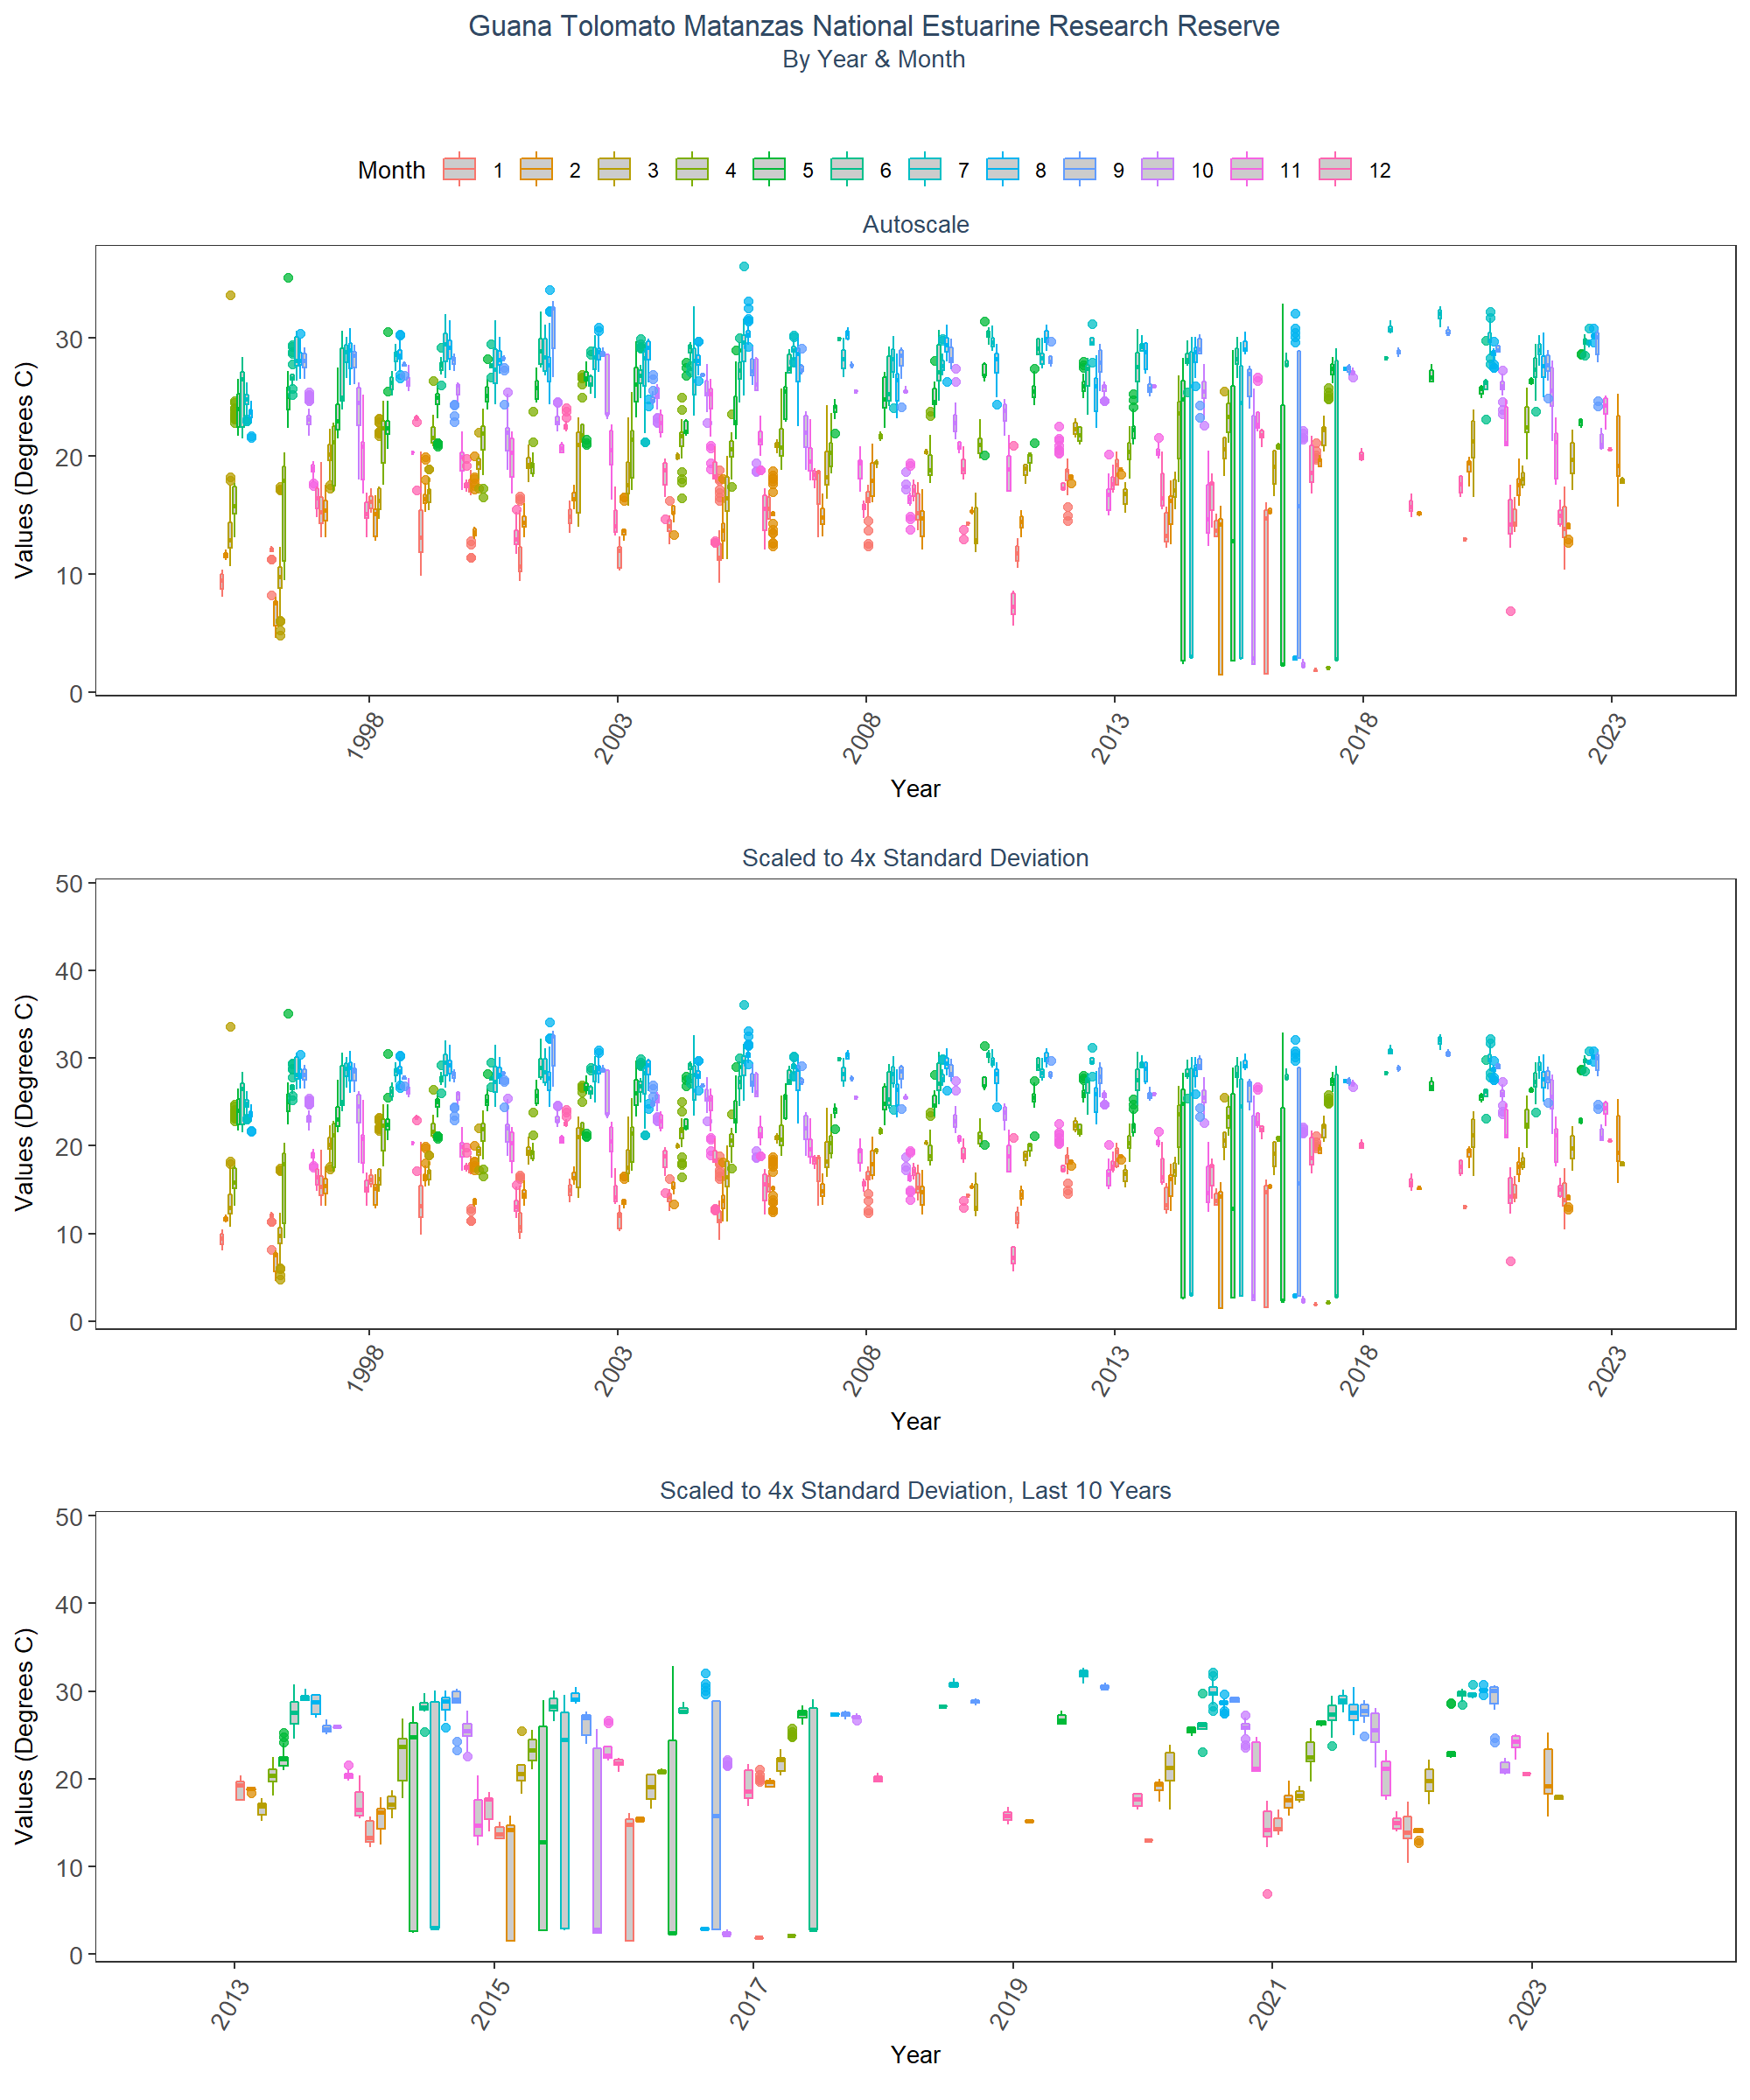 Guana Tolomato Matanzas National Estuarine Research Reserve
By Year & Month
Month 1 2 3 4 5 6 7 8 9 10 11 12
Autoscale
Values (Degrees C)
30
20
10
0
1998 2003 2008 2013 2018 2023
Year
Scaled to 4x Standard Deviation
Values (Degrees C)
50
40
30
20
10
0
1998 2003 2008 2013 2018 2023
Year
Scaled to 4x Standard Deviation, Last 10 Years
Values (Degrees C)
50
40
30
20
10
0
2013 2015 2017 2019 2021 2023
Year